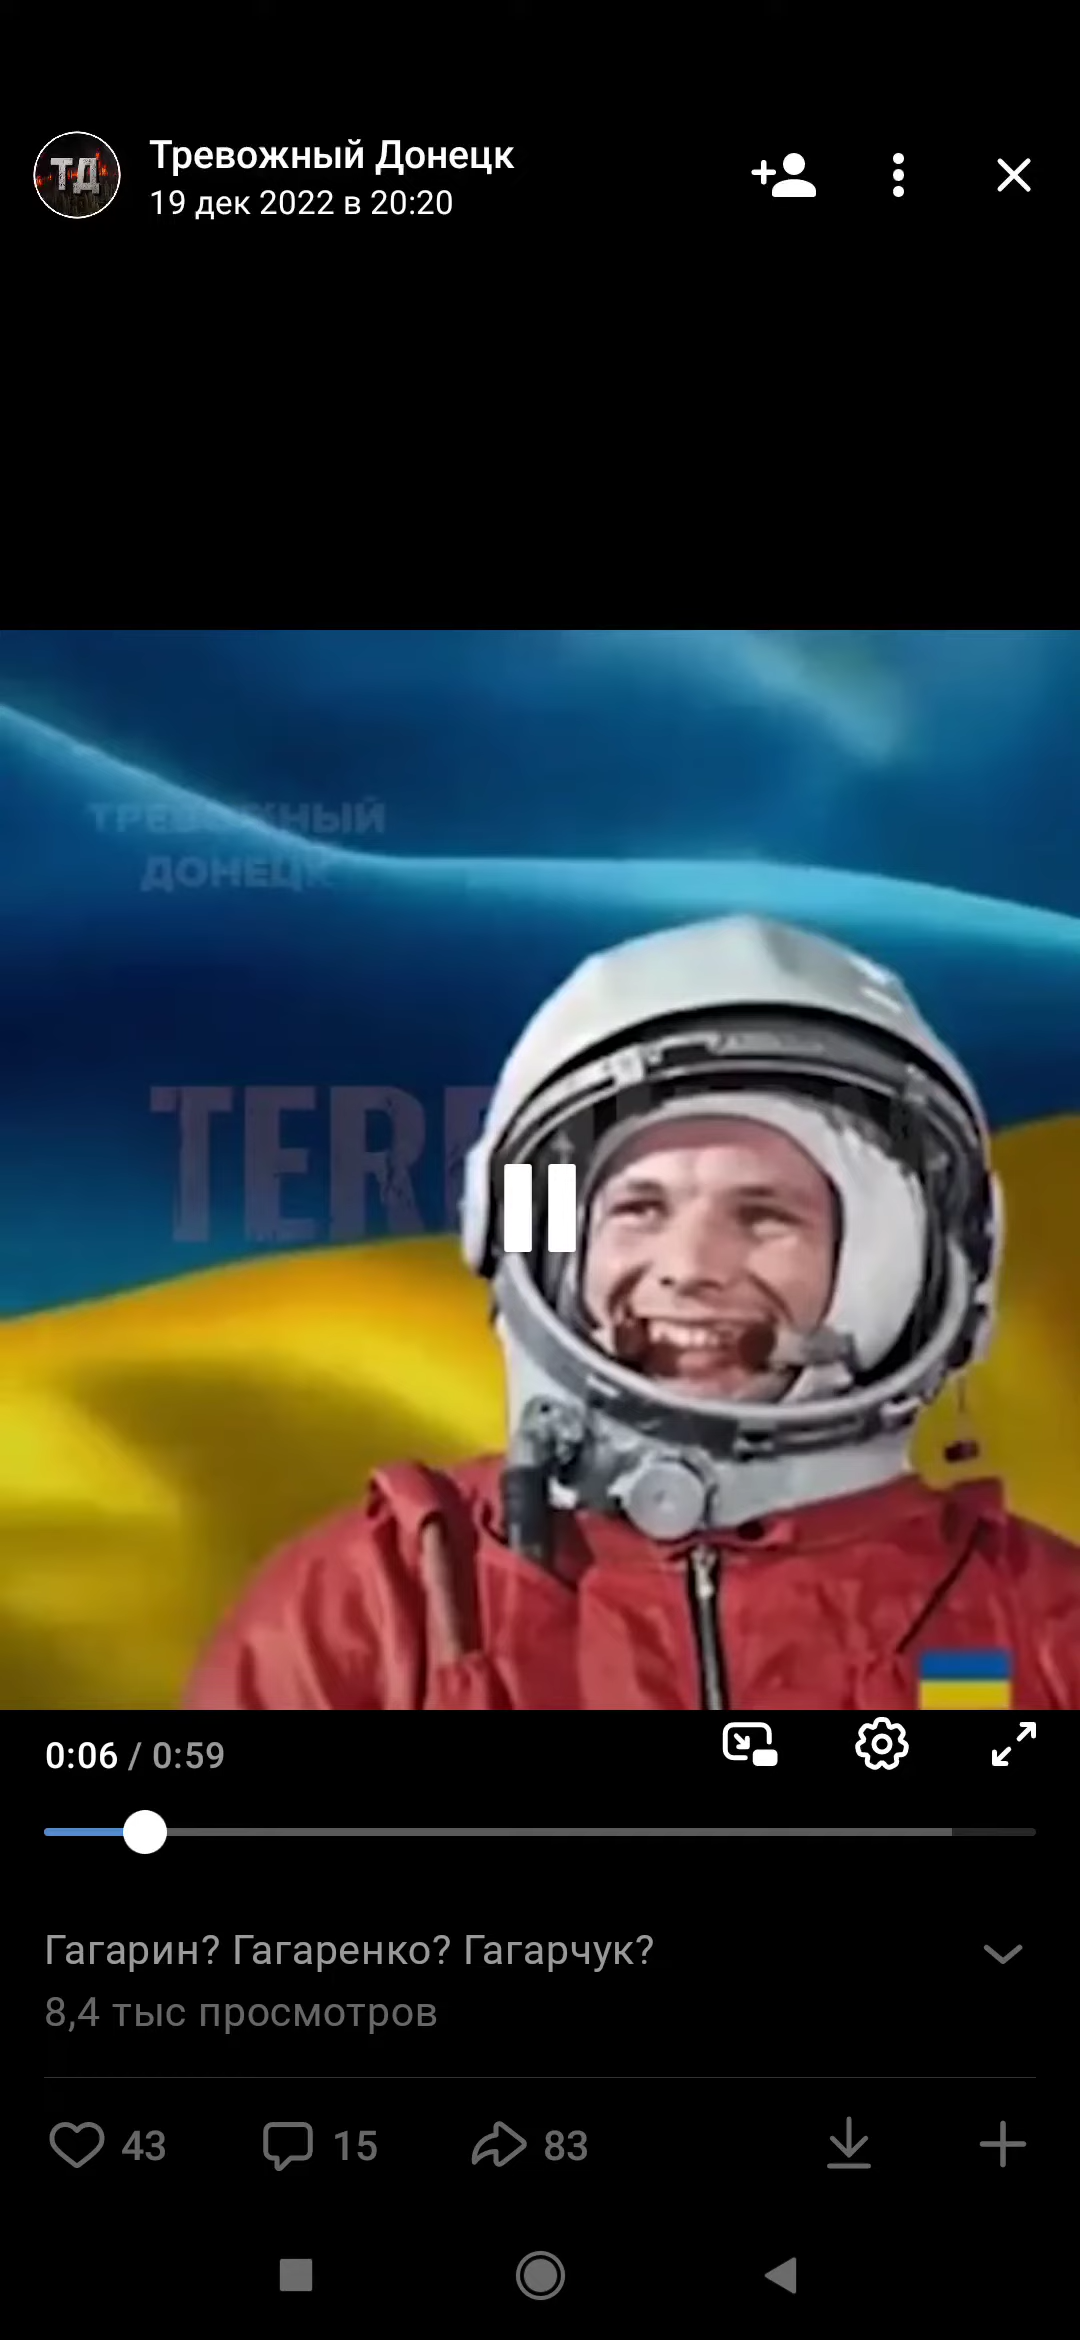 ТД
Тревожный Донецк
19 дек 2022 в 20:20
ТРЕВОЖНЫЙ
ДОНЕЦК
0:06 / 0:59
Гагарин? Гагаренко? Гагарчук?
8,4 тыс просмотров
43 15 83